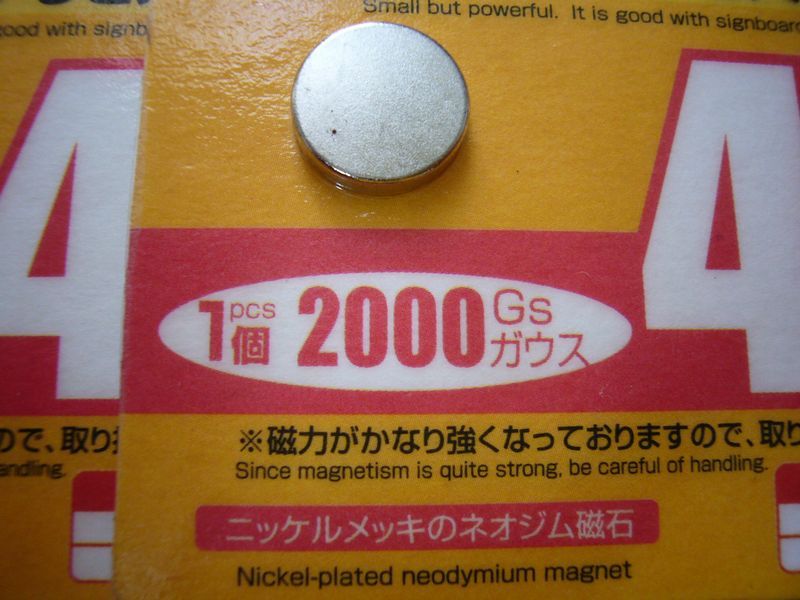 Small but powerful. It is good with signboard
good with signb
4
4
1 pcs 個 2000 Gs ガウス
※磁力がかなり強くなっておりますので、取り
ので、取り
Since magnetism is quite strong, be careful of handling.
andling.
ニッケルメッキのネオジム磁石
Nickel-plated neodymium magnet